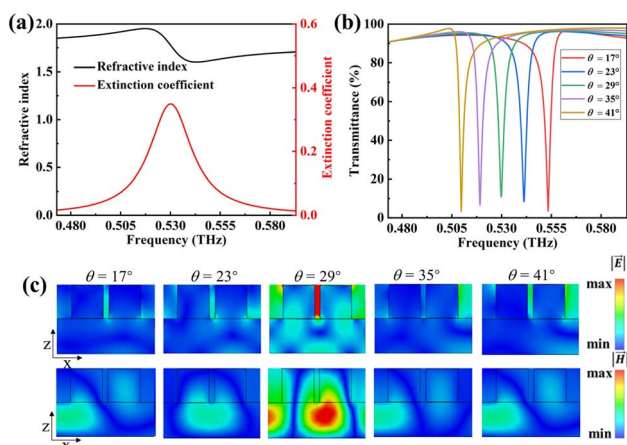 (a)
2.0
1.5
1.0
0.5
0.0
Refractive index
Refractive index
Extinction coefficient
0.6
0.4
0.2
0.0
Extinction coefficient
0.480
0.505
0.530
0.555
0.580
Frequency (THz)
(b)
100
80
60
40
20
0
Transmittance (%)
θ = 17°
θ = 23°
θ = 29°
θ = 35°
θ = 41°
0.480
0.505
0.530
0.555
0.580
Frequency (THz)
(c)
θ = 17°
θ = 23°
θ = 29°
θ = 35°
θ = 41°
|E⃗|
max
min
Z
X
|H⃗|
max
min
Z